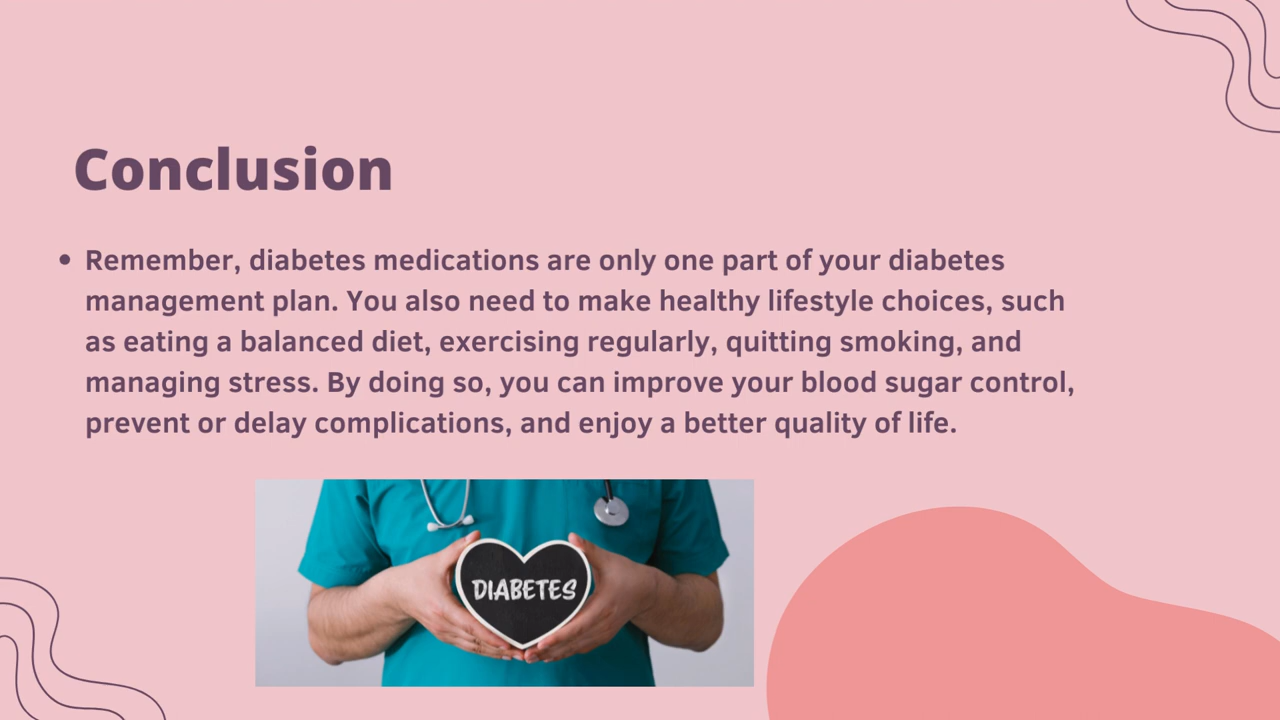 Conclusion
• Remember, diabetes medications are only one part of your diabetes
management plan. You also need to make healthy lifestyle choices, such
as eating a balanced diet, exercising regularly, quitting smoking, and
managing stress. By doing so, you can improve your blood sugar control,
prevent or delay complications, and enjoy a better quality of life.
DIABETES